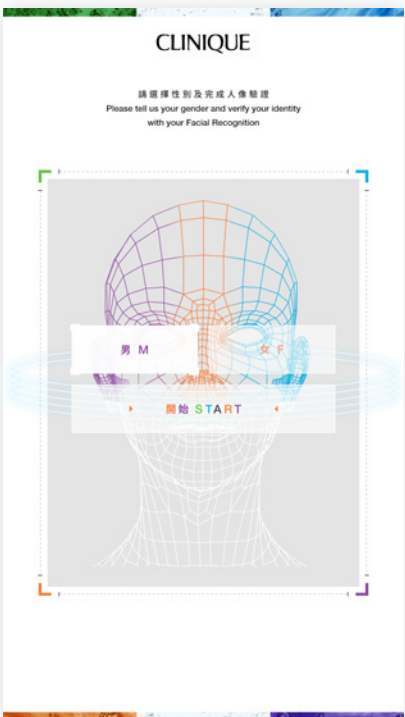 CLINIQUE
請選擇性別及完成人像驗證
Please tell us your gender and verify your identity
with your Facial Recognition
男 M
女 F
開始 START